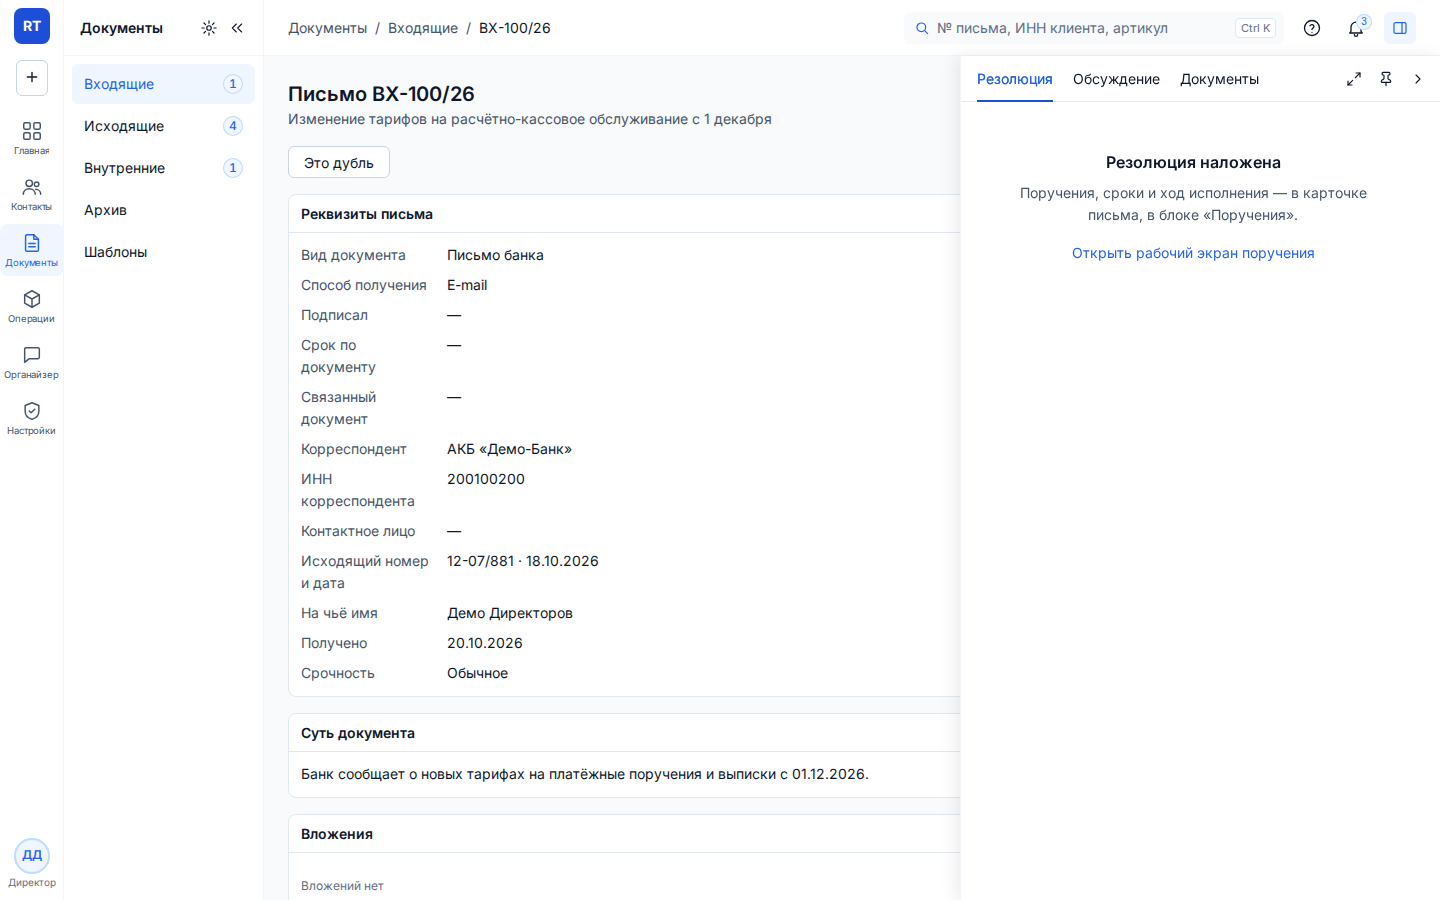 RT
Главная
Контакты
Документы
Операции
Органайзер
Настройки
ДД
Директор
Документы
Входящие 1
Исходящие 4
Внутренние 1
Архив
Шаблоны
Документы / Входящие / ВХ-100/26
№ письма, ИНН клиента, артикул Ctrl K
3
Письмо ВХ-100/26
Изменение тарифов на расчётно-кассовое обслуживание с 1 декабря
Это дубль
Реквизиты письма
Вид документа Письмо банка
Способ получения E-mail
Подписал —
Срок по —
документу
Связанный —
документ
Корреспондент АКБ «Демо-Банк»
ИНН 200100200
корреспондента
Контактное лицо —
Исходящий номер 12-07/881 · 18.10.2026
и дата
На чьё имя Демо Директоров
Получено 20.10.2026
Срочность Обычное
Суть документа
Банк сообщает о новых тарифах на платёжные поручения и выписки с 01.12.2026.
Вложения
Вложений нет
Резолюция Обсуждение Документы
Резолюция наложена
Поручения, сроки и ход исполнения — в карточке
письма, в блоке «Поручения».
Открыть рабочий экран поручения